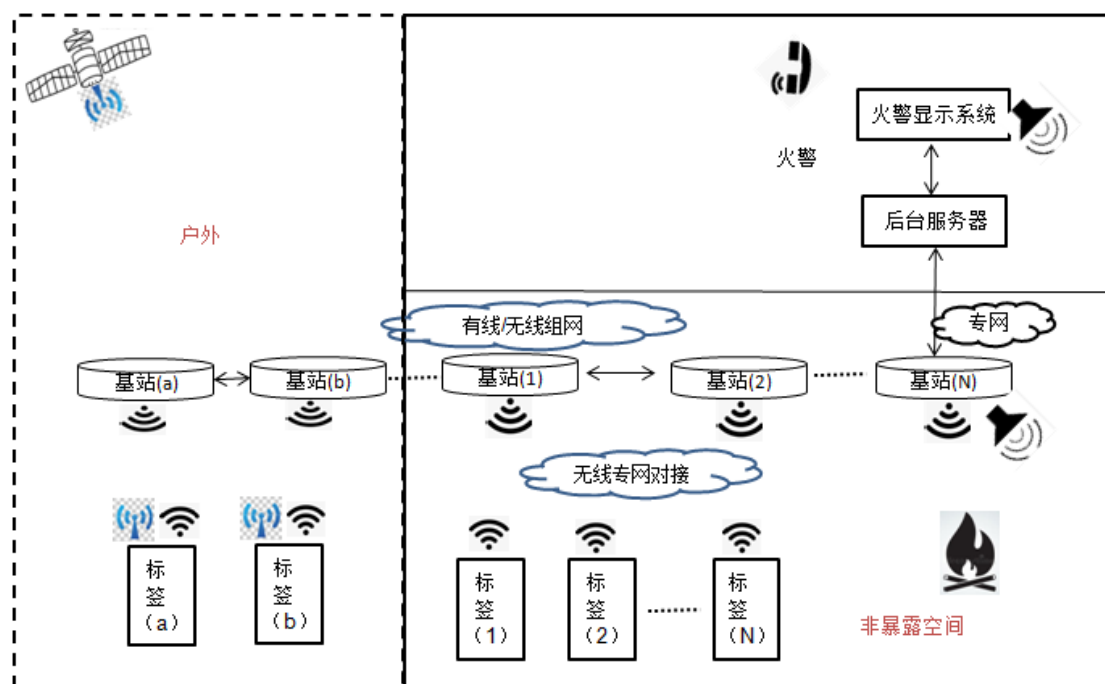 火警显示系统
火警
后台服务器
户外
有线/无线组网
专网
基站(a)
基站(b)
基站(1)
基站(2)
基站(N)
无线专网对接
标
签
（a）
标
签
（b）
标
签
（1）
标
签
（2）
标
签
（N）
非暴露空间